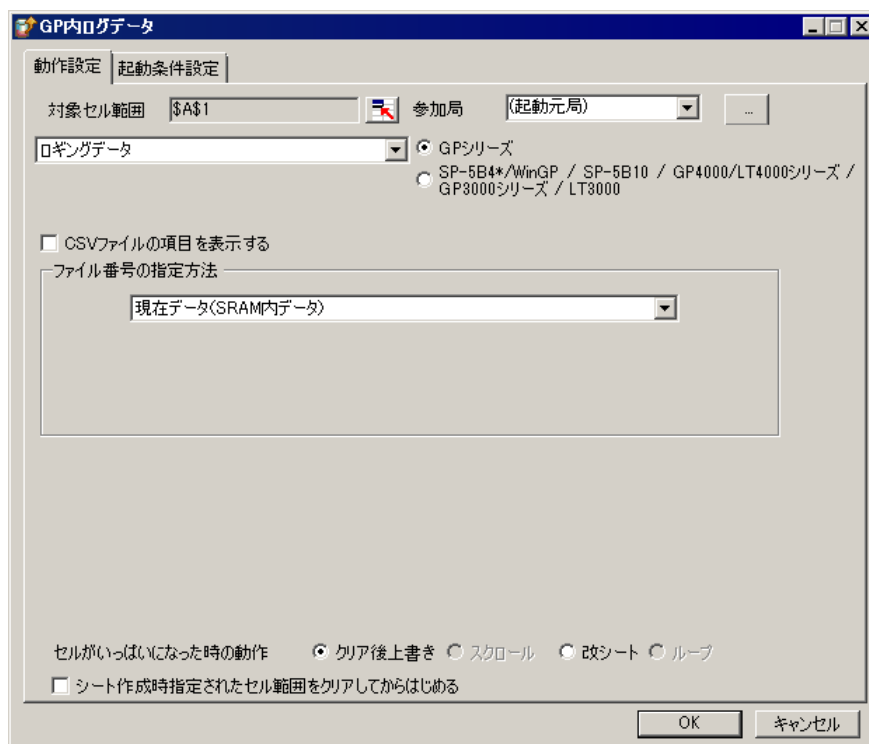 GP内ログデータ
動作設定 起動条件設定
対象セル範囲 $A$1 参加局 (起動元局) ...
ロギングデータ GPシリーズ
SP-5B4*/WinGP / SP-5B10 / GP4000/LT4000シリーズ /
GP3000シリーズ / LT3000
CSVファイルの項目を表示する
ファイル番号の指定方法
現在データ(SRAM内データ)
セルがいっぱいになった時の動作 クリア後上書き スクロール 改シート ループ
シート作成時指定されたセル範囲をクリアしてからはじめる
OK キャンセル